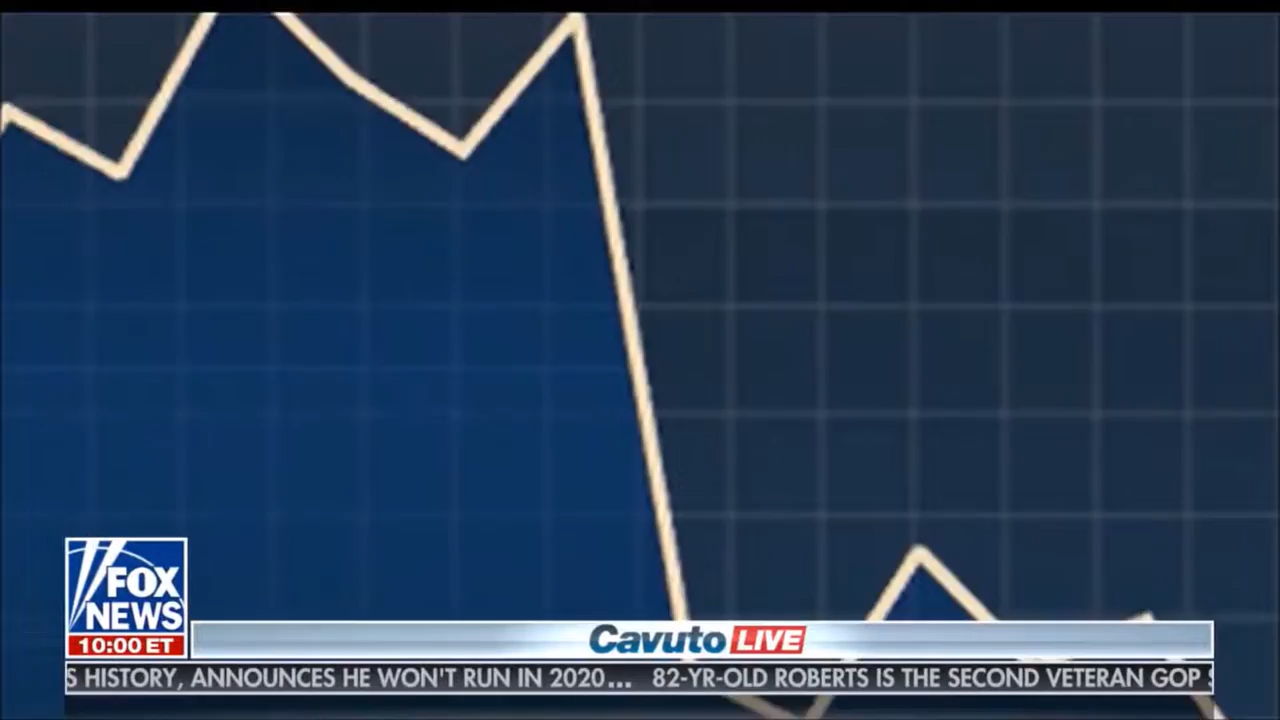 FOX
NEWS
10:00 ET
Cavuto LIVE
S HISTORY, ANNOUNCES HE WON'T RUN IN 2020... 82-YR-OLD ROBERTS IS THE SECOND VETERAN GOP